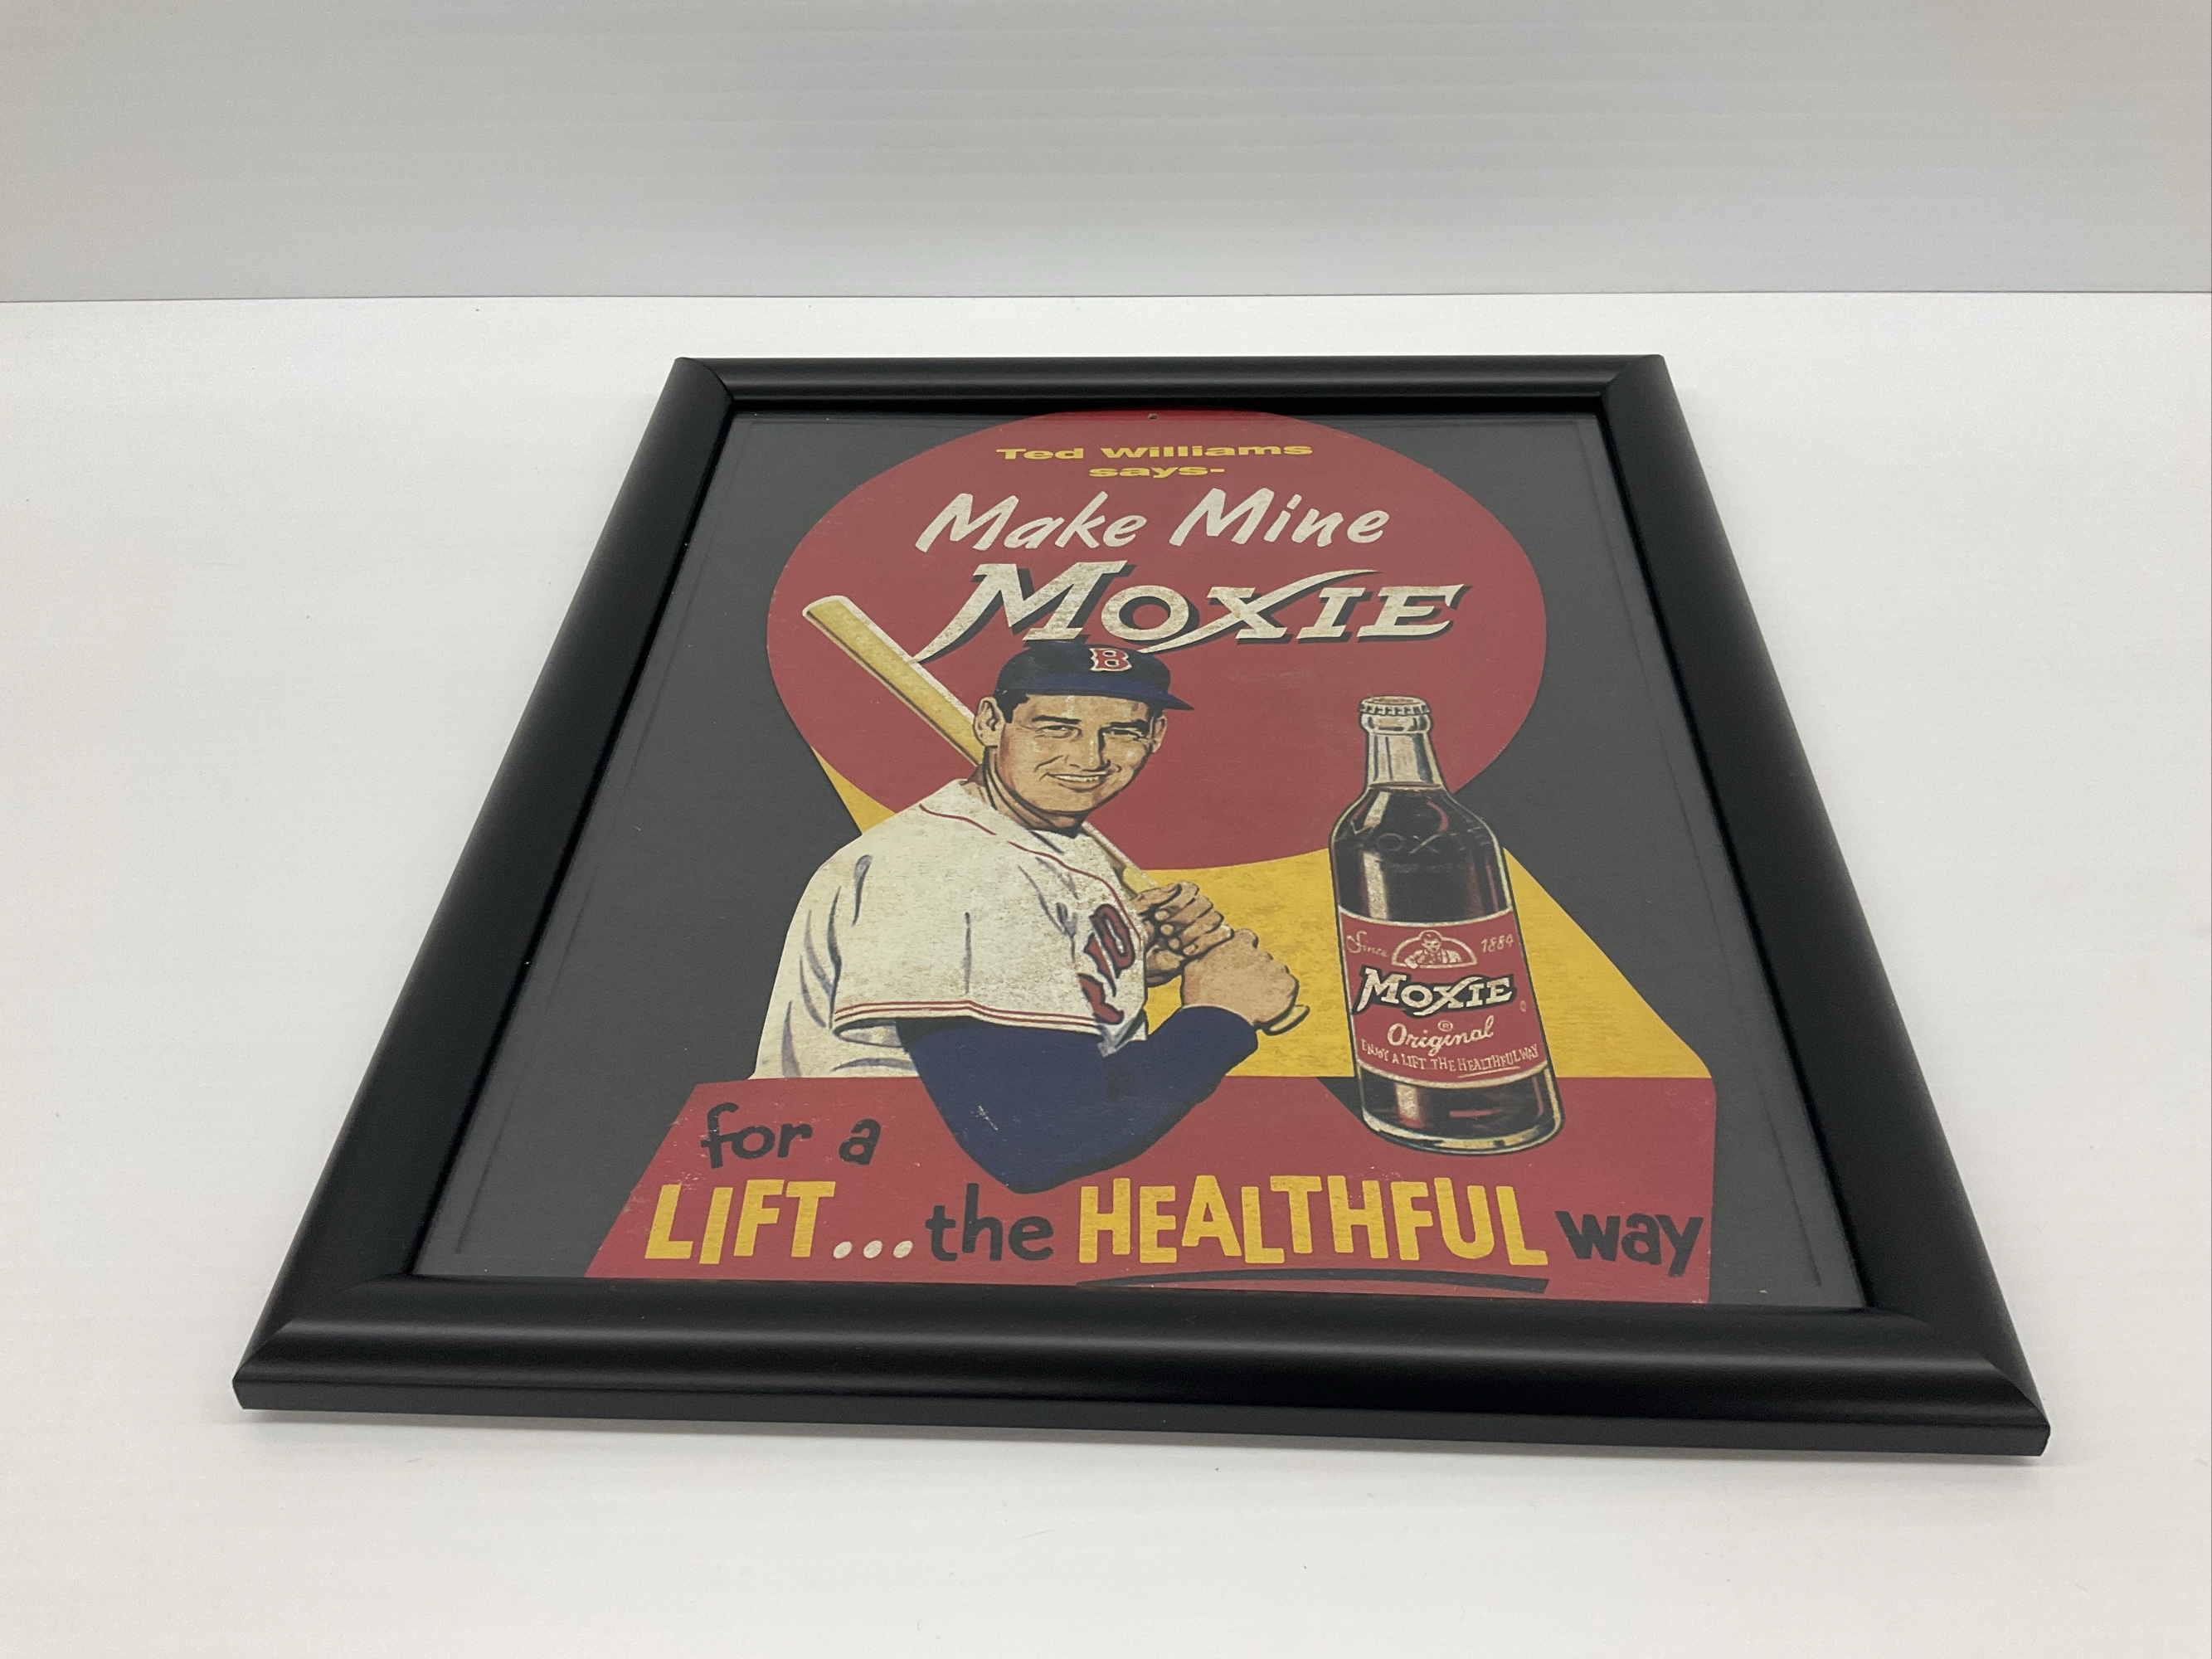 Ted Williams
says-
Make Mine
MOXIE
B
MOXIE
Since 1884
MOXIE
Original ®
ENJOY A LIFT THE HEALTHFUL WAY
for a
LIFT...the HEALTHFUL way